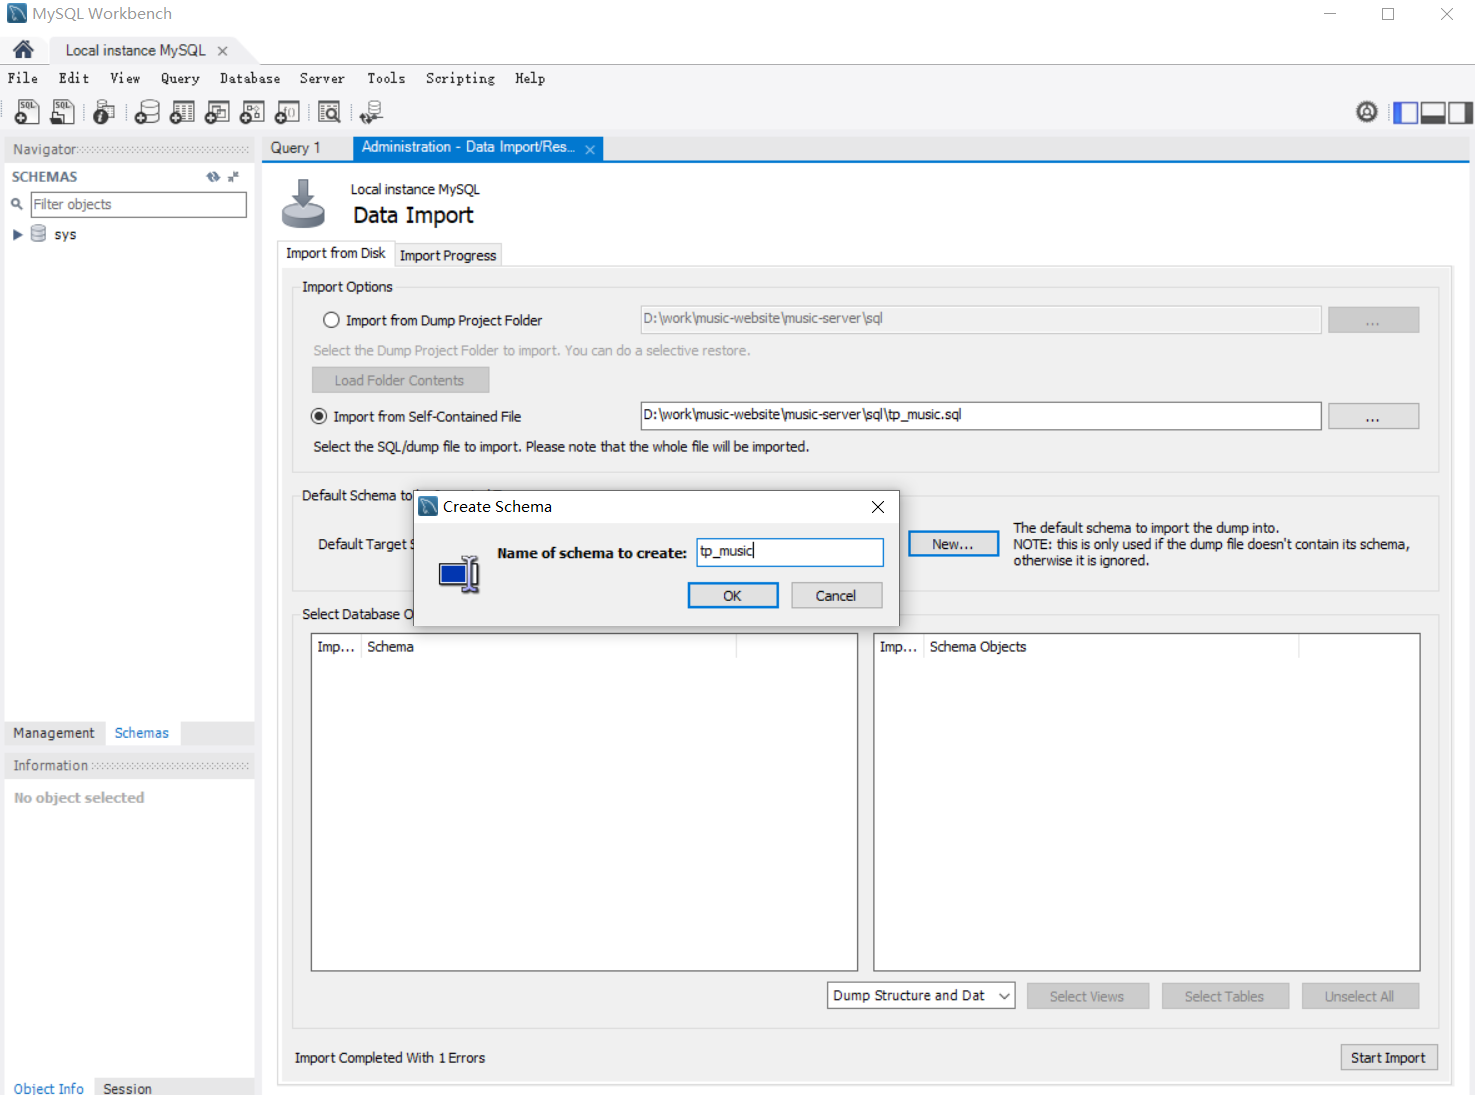 MySQL Workbench
Local instance MySQL
File Edit View Query Database Server Tools Scripting Help
Navigator
Query 1
Administration - Data Import/Res...
SCHEMAS
Filter objects
sys
Local instance MySQL
Data Import
Import from Disk
Import Progress
Import Options
Import from Dump Project Folder
D:\work\music-website\music-server\sql
...
Select the Dump Project Folder to import. You can do a selective restore.
Load Folder Contents
Import from Self-Contained File
D:\work\music-website\music-server\sql\tp_music.sql
...
Select the SQL/dump file to import. Please note that the whole file will be imported.
Default Schema to
Default Target S
New...
The default schema to import the dump into.
NOTE: this is only used if the dump file doesn't contain its schema,
otherwise it is ignored.
Create Schema
Name of schema to create:
tp_music
OK
Cancel
Select Database O
Imp...
Schema
Imp...
Schema Objects
Management
Schemas
Information
No object selected
Dump Structure and Dat
Select Views
Select Tables
Unselect All
Import Completed With 1 Errors
Start Import
Object Info
Session